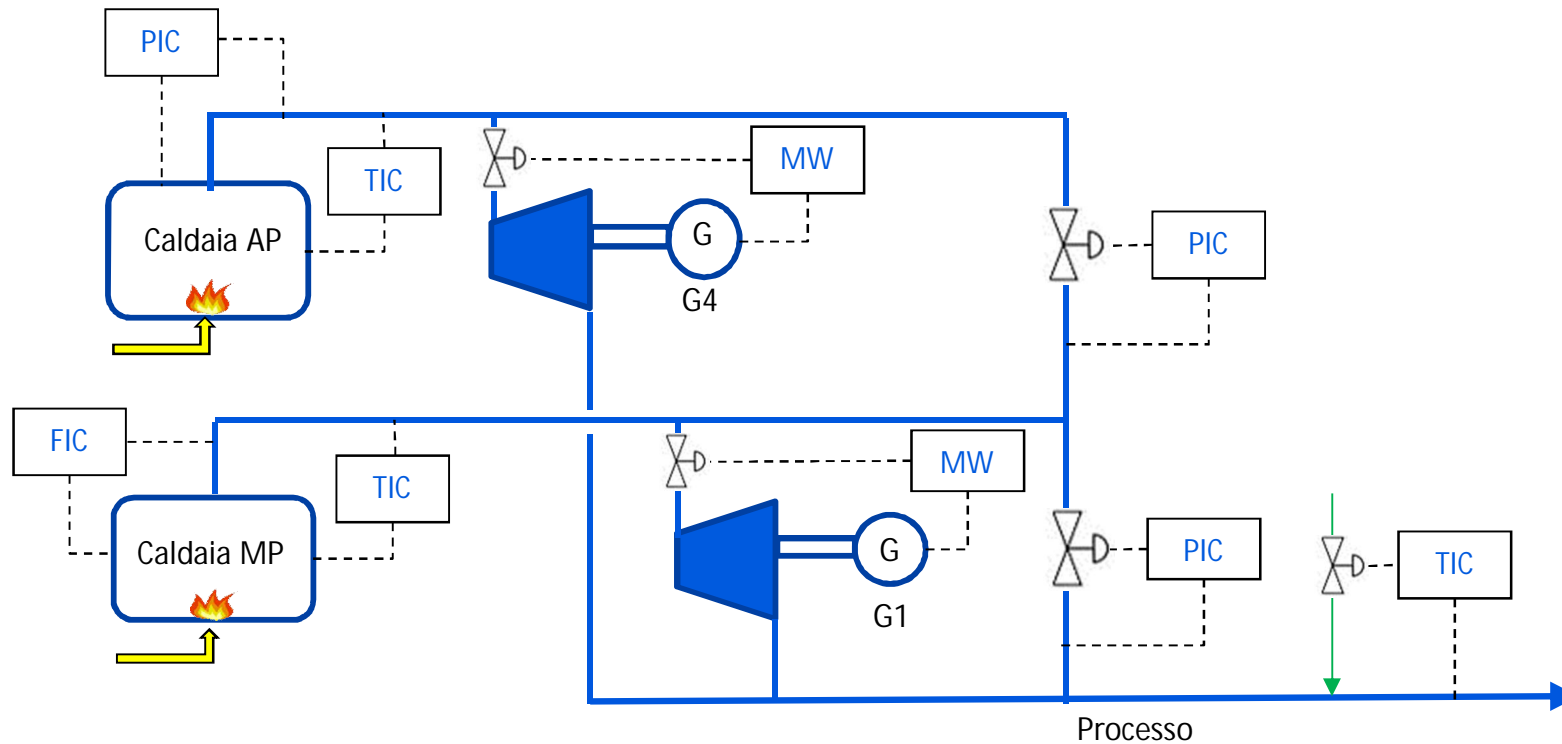 PIC
TIC
Caldaia AP
MW
G
G4
PIC
FIC
TIC
Caldaia MP
MW
G
G1
PIC
TIC
Processo